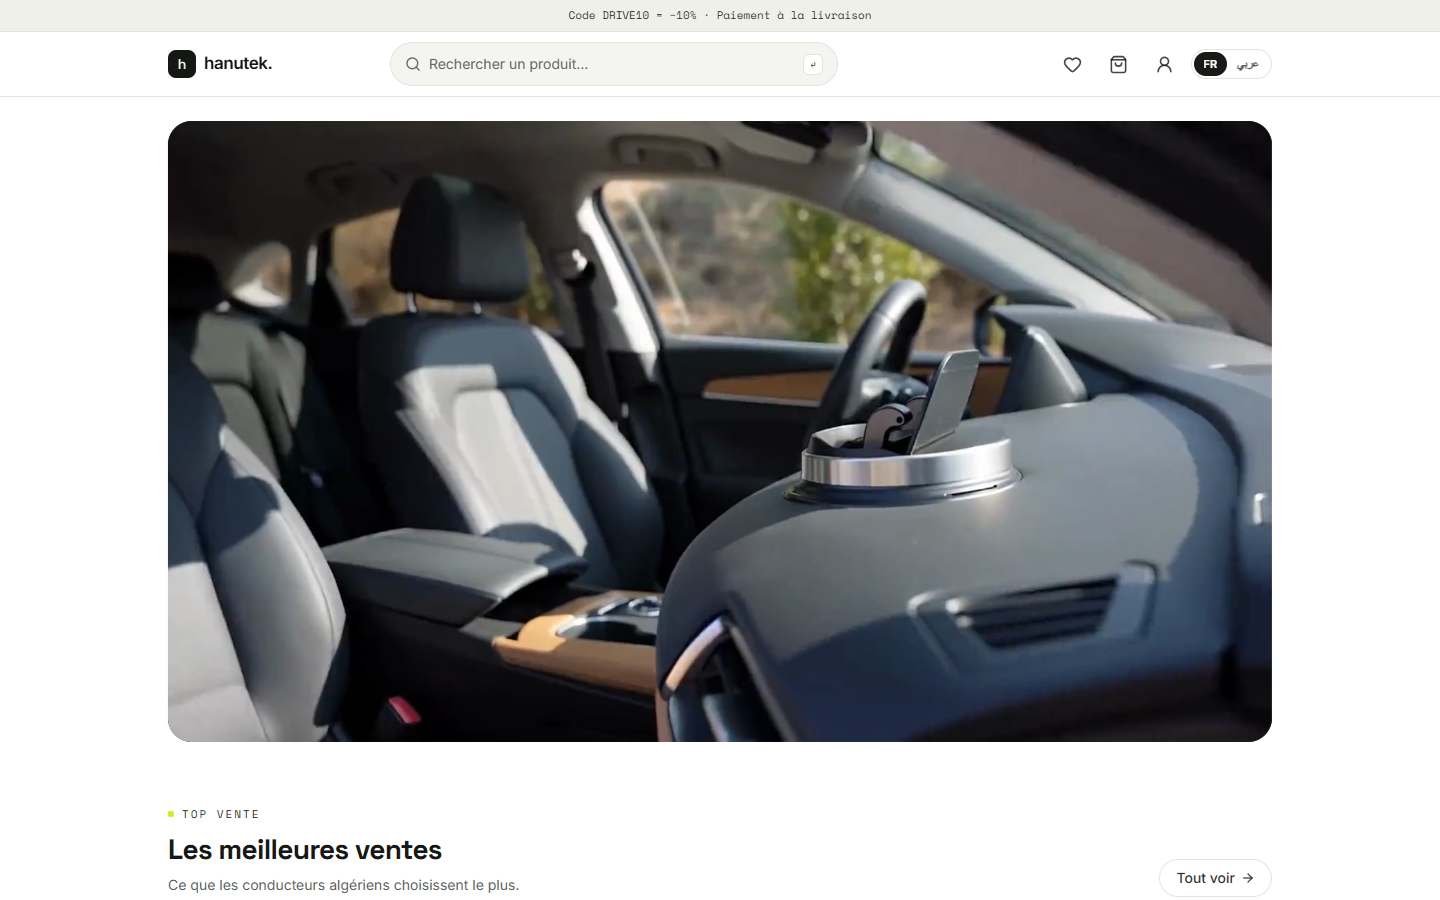 Code DRIVE10 = −10% · Paiement à la livraison
h hanutek.
Rechercher un produit...
FR عربي
TOP VENTE
Les meilleures ventes
Ce que les conducteurs algériens choisissent le plus.
Tout voir →